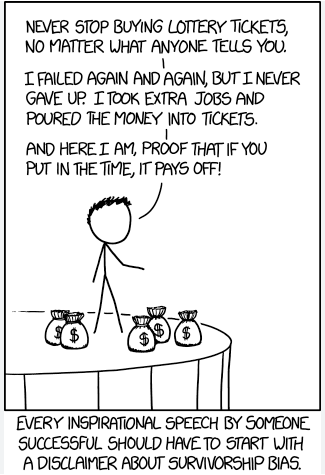 NEVER STOP BUYING LOTTERY TICKETS,
NO MATTER WHAT ANYONE TELLS YOU.
I FAILED AGAIN AND AGAIN, BUT I NEVER
GAVE UP. I TOOK EXTRA JOBS AND
POURED THE MONEY INTO TICKETS.
AND HERE I AM, PROOF THAT IF YOU
PUT IN THE TIME, IT PAYS OFF!
$ $ $ $ $
EVERY INSPIRATIONAL SPEECH BY SOMEONE
SUCCESSFUL SHOULD HAVE TO START WITH
A DISCLAIMER ABOUT SURVIVORSHIP BIAS.